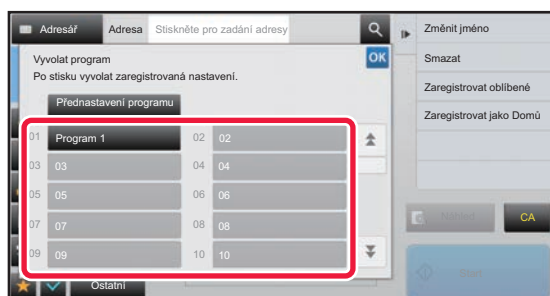 Adresář Adresa Stiskněte pro zadání adresy
Změnit jméno
Vyvolat program OK
Smazat
Po stisku vyvolat zaregistrovaná nastavení.
Zaregistrovat oblíbené
Přednastavení programu
Zaregistrovat jako Domů
01 Program 1 02 02
03 03 04 04
05 05 06 06
07 07 08 08
CA
09 09 10 10
Start
Ostatní